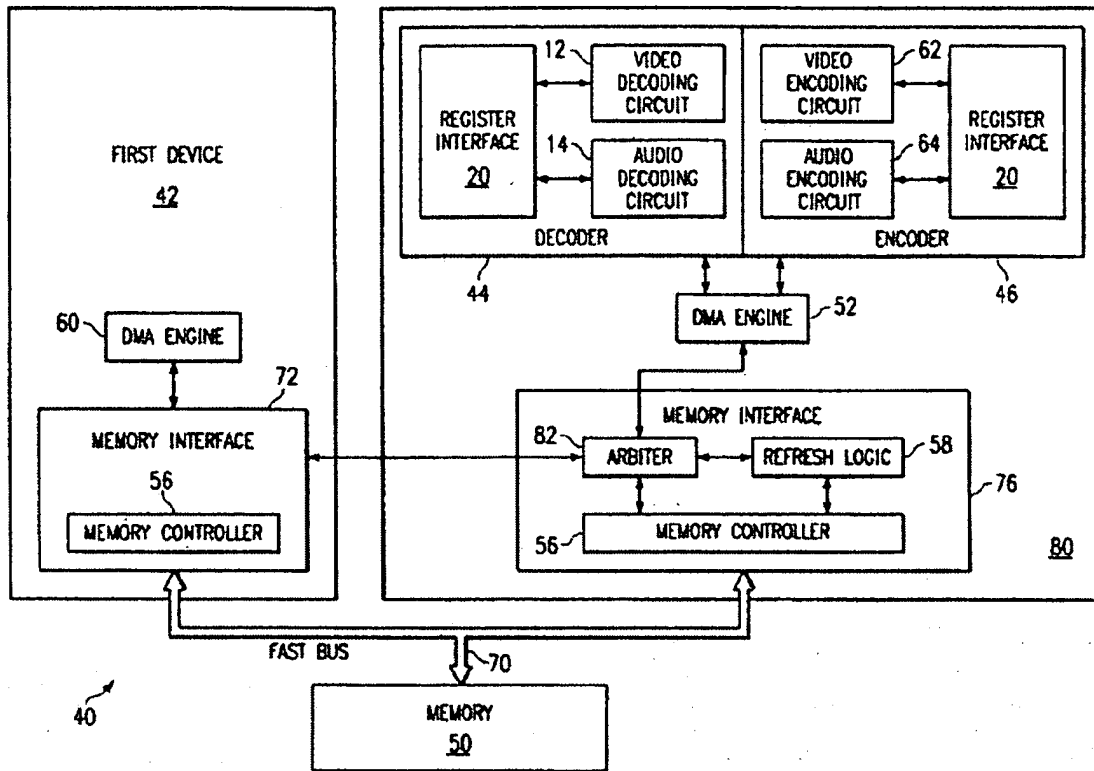 FIRST DEVICE
42
60
DMA ENGINE
72
MEMORY INTERFACE
56
MEMORY CONTROLLER
REGISTER
INTERFACE
20
12
VIDEO
DECODING
CIRCUIT
14
AUDIO
DECODING
CIRCUIT
DECODER
44
VIDEO
ENCODING
CIRCUIT
62
AUDIO
ENCODING
CIRCUIT
64
REGISTER
INTERFACE
20
ENCODER
46
DMA ENGINE
52
MEMORY INTERFACE
82
ARBITER
REFRESH LOGIC
58
76
56
MEMORY CONTROLLER
80
FAST BUS
70
40
MEMORY
50